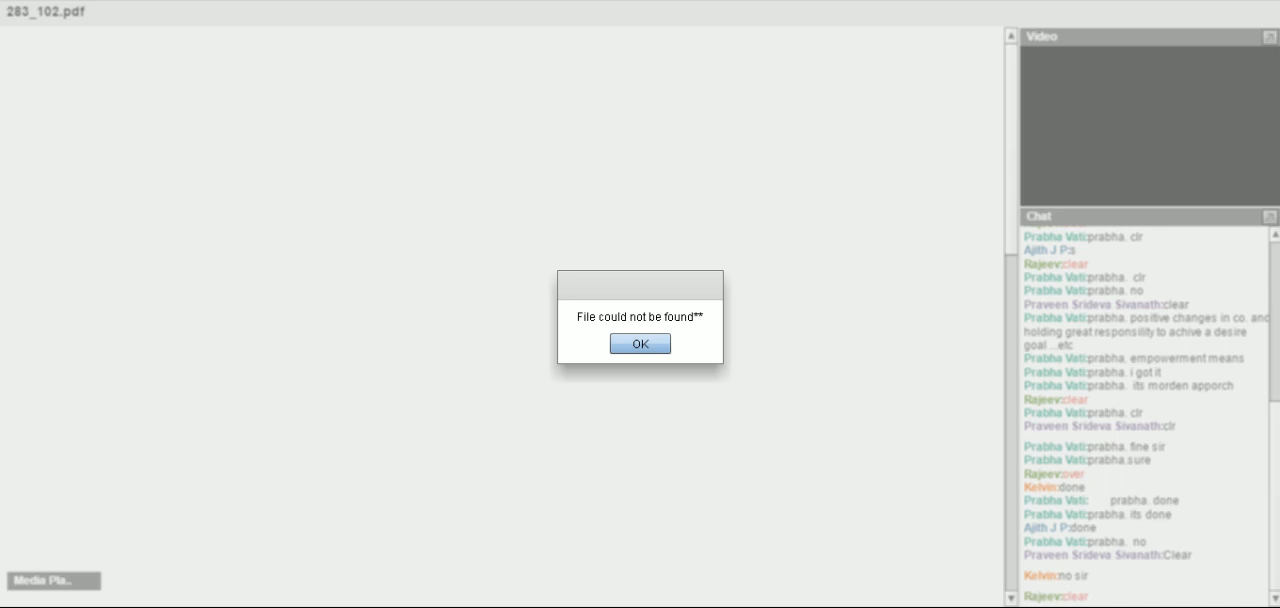 283_102.pdf
Video
Chat
Prabha Vati:prabha. clr
Ajith J P:s
Rajeev:clear
Prabha Vati:prabha.  clr
Prabha Vati:prabha. no
Praveen Srideva Sivanath:clear
Prabha Vati:prabha. positive changes in co. and
holding great responsility to achive a desire
goal ...etc
Prabha Vati:prabha. empowerment means
Prabha Vati:prabha. i got it
Prabha Vati:prabha.  its morden apporch
Rajeev:clear
Prabha Vati:prabha. clr
Praveen Srideva Sivanath:clr
Prabha Vati:prabha. fine sir
Prabha Vati:prabha.sure
Rajeev:over
Kelvin:done
Prabha Vati:      prabha. done
Prabha Vati:prabha. its done
Ajith J P:done
Prabha Vati:prabha.  no
Praveen Srideva Sivanath:Clear
Kelvin:no sir
Rajeev:clear
File could not be found**
OK
Media Pla..